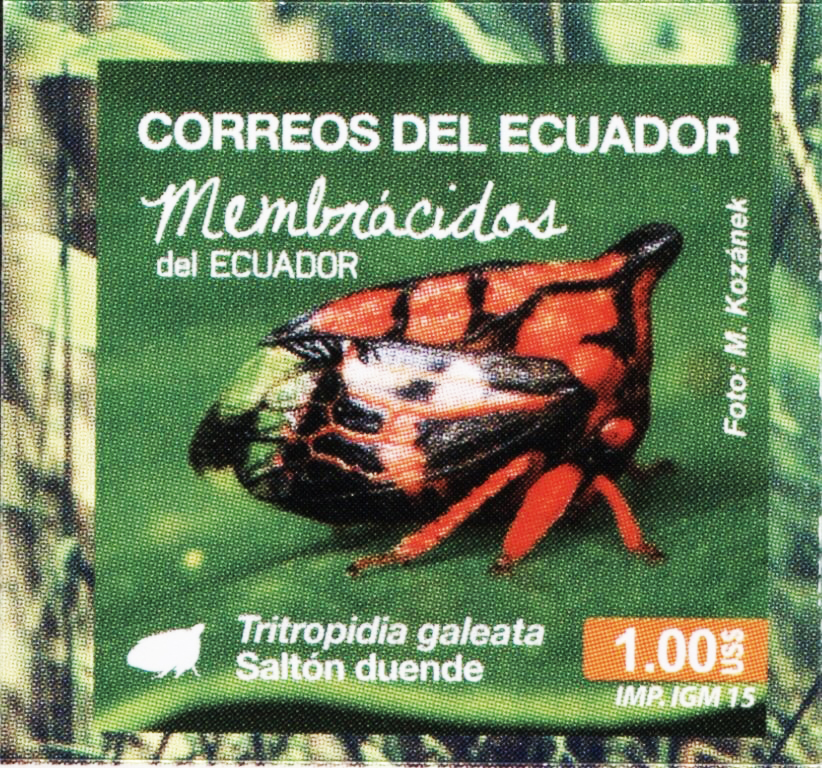 CORREOS DEL ECUADOR
Membrácidos
del ECUADOR
Foto: M. Kozánek
Tritropidia galeata
Saltón duende
1.00 US$
IMP. IGM 15